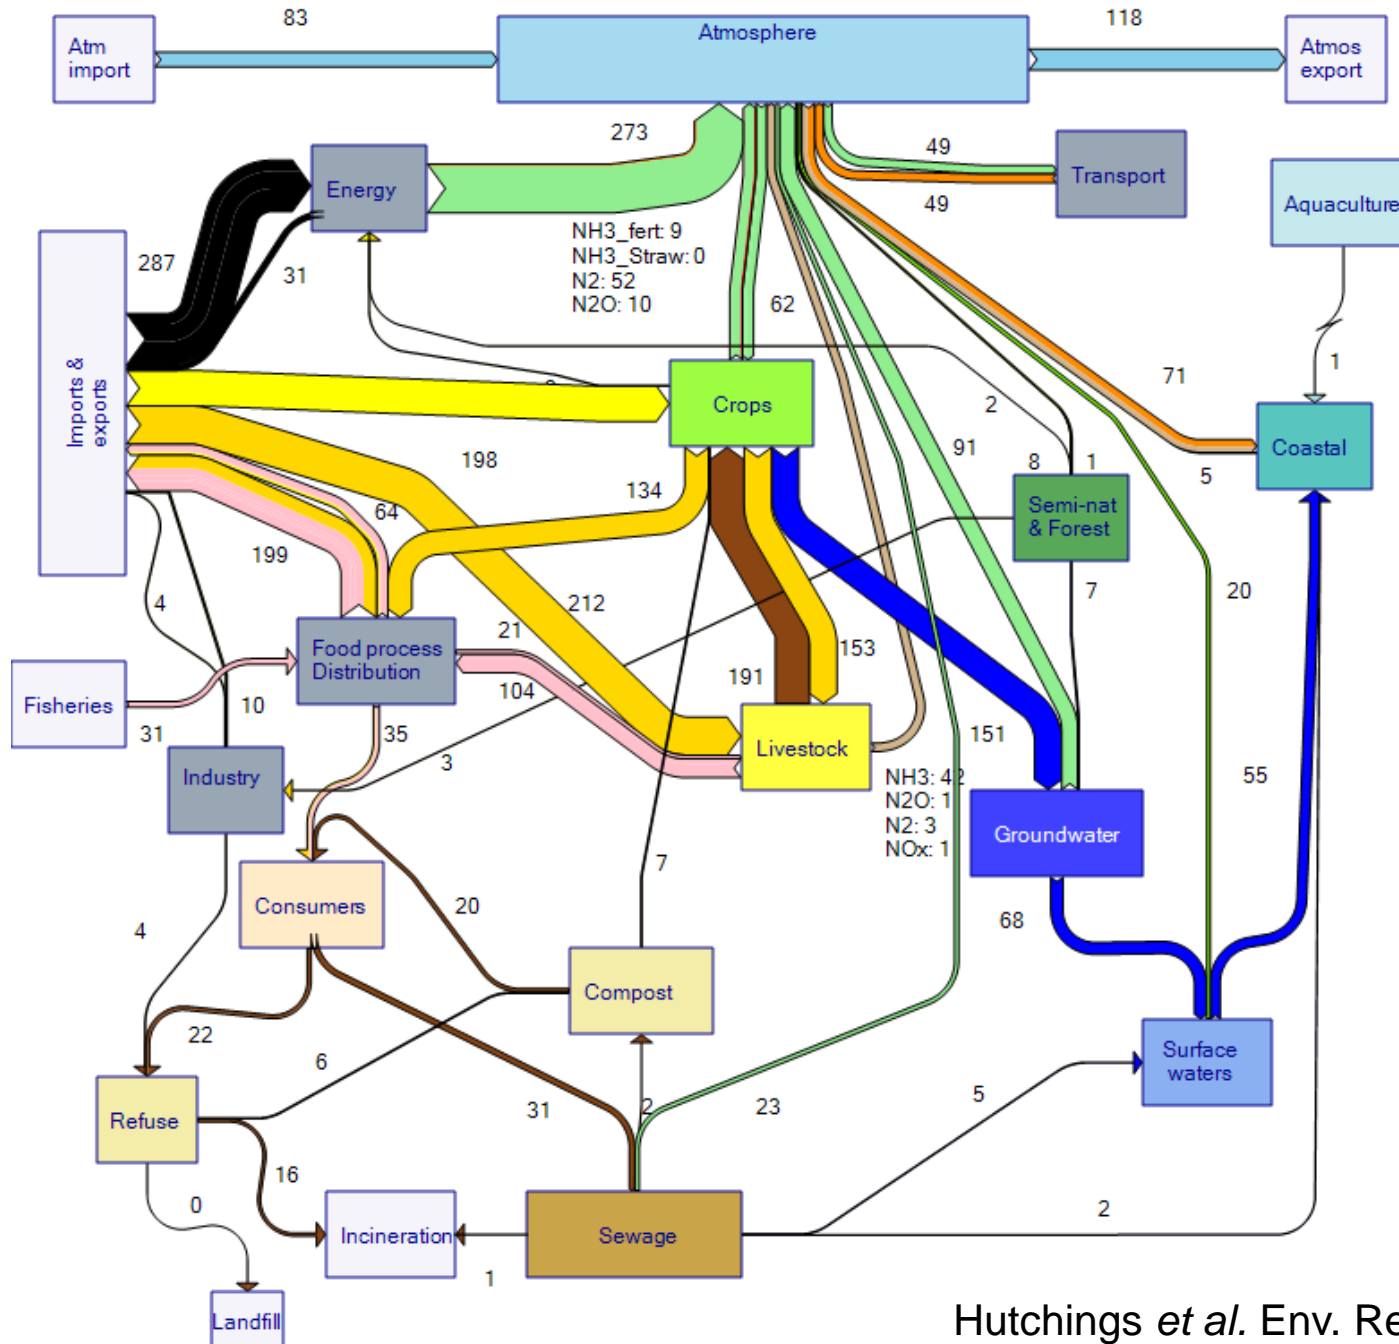 83
118
Atm
import
Atmosphere
Atmos
export
273
49
Energy
Transport
49
Aquaculture
NH3_fert: 9
NH3_Straw: 0
N2: 52
N2O: 10
287
31
62
Imports &
exports
1
71
Crops
2
198
91
8
1
5
Coastal
134
64
Semi-nat
& Forest
199
4
212
7
20
21
Food process
Distribution
153
191
104
Fisheries
31
10
35
151
Livestock
3
55
Industry
NH3: 42
N2O: 1
N2: 3
NOx: 1
Groundwater
7
Consumers
20
68
4
Compost
22
6
Surface
waters
Refuse
31
2
23
5
16
0
2
Incineration
Sewage
1
Landfill
Hutchings et al. Env. Re